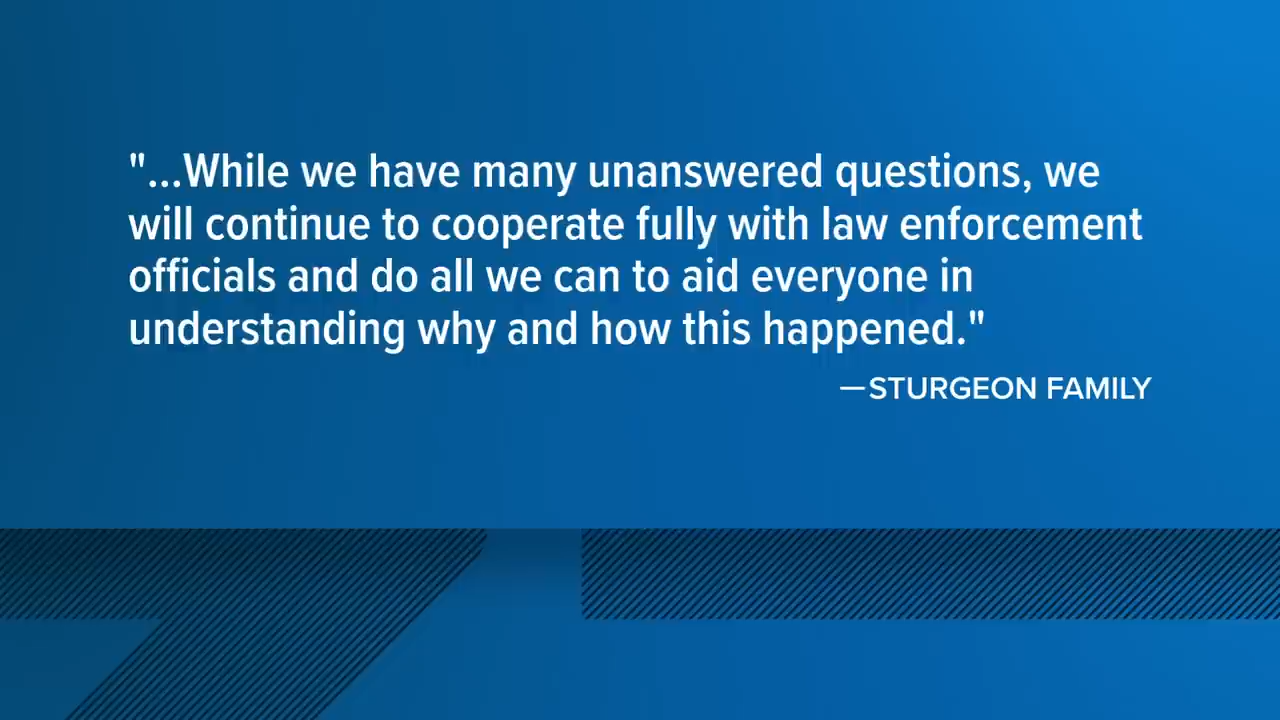 "...While we have many unanswered questions, we
will continue to cooperate fully with law enforcement
officials and do all we can to aid everyone in
understanding why and how this happened."
—STURGEON FAMILY